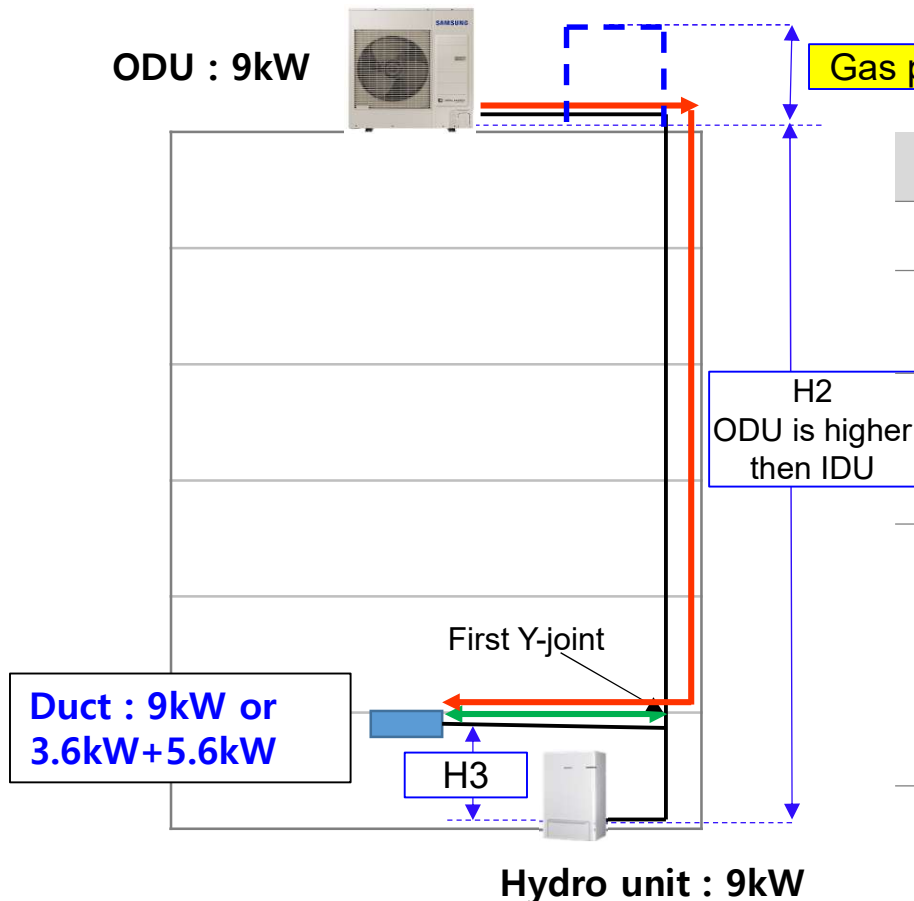 SAMSUNG
ODU : 9kW
Gas p
H2
ODU is higher
then IDU
First Y-joint
Duct : 9kW or
3.6kW+5.6kW
H3
Hydro unit : 9kW